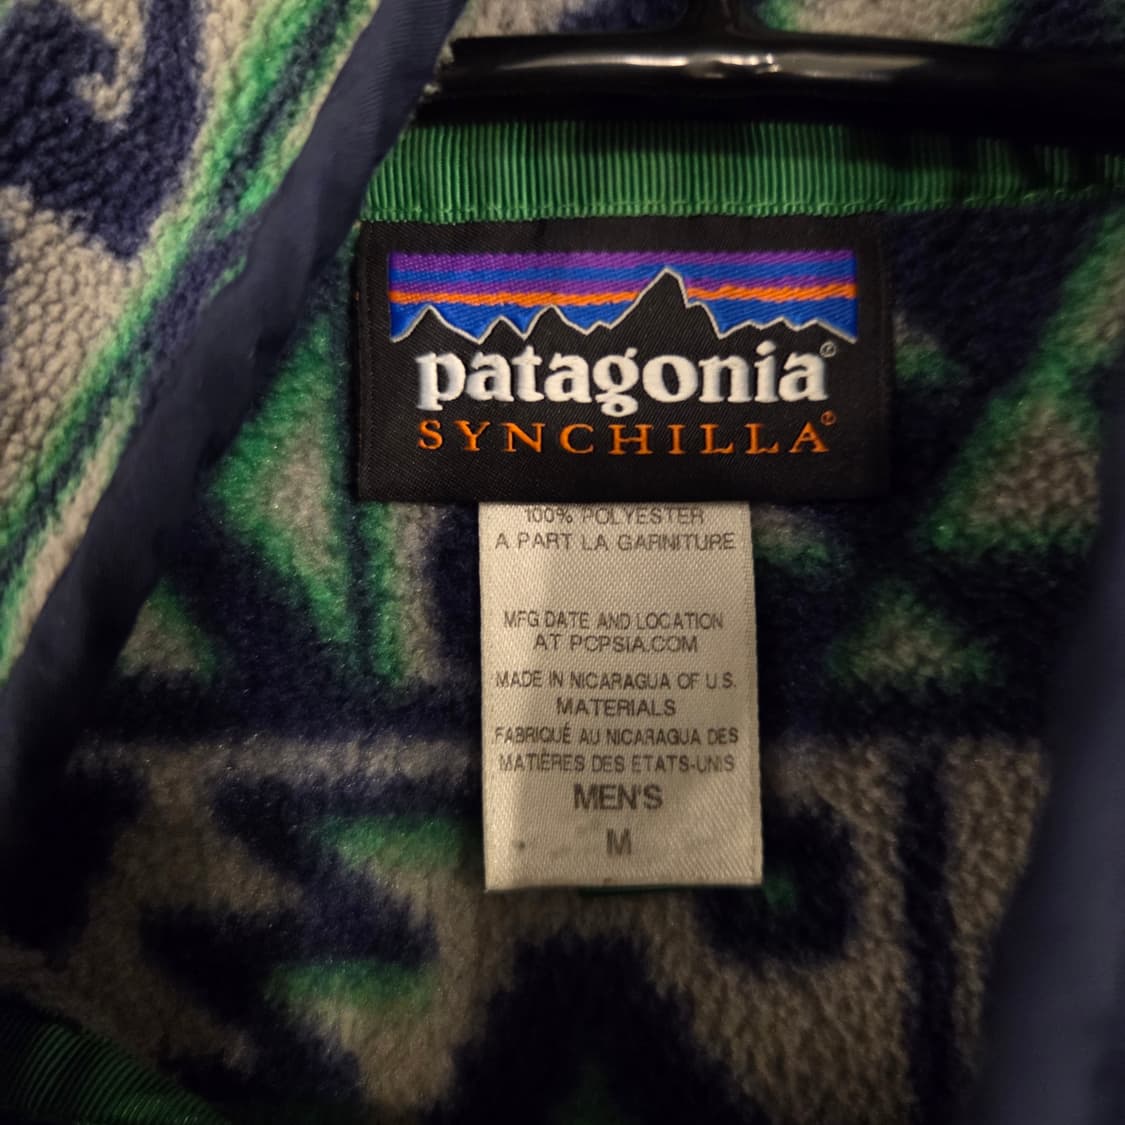 patagonia®
SYNCHILLA®
100% POLYESTER
A PART LA GARNITURE
MFG DATE AND LOCATION
AT PCPSIA.COM
MADE IN NICARAGUA OF U.S.
MATERIALS
FABRIQUÉ AU NICARAGUA DES
MATIÈRES DES ETATS-UNIS
MEN'S
M